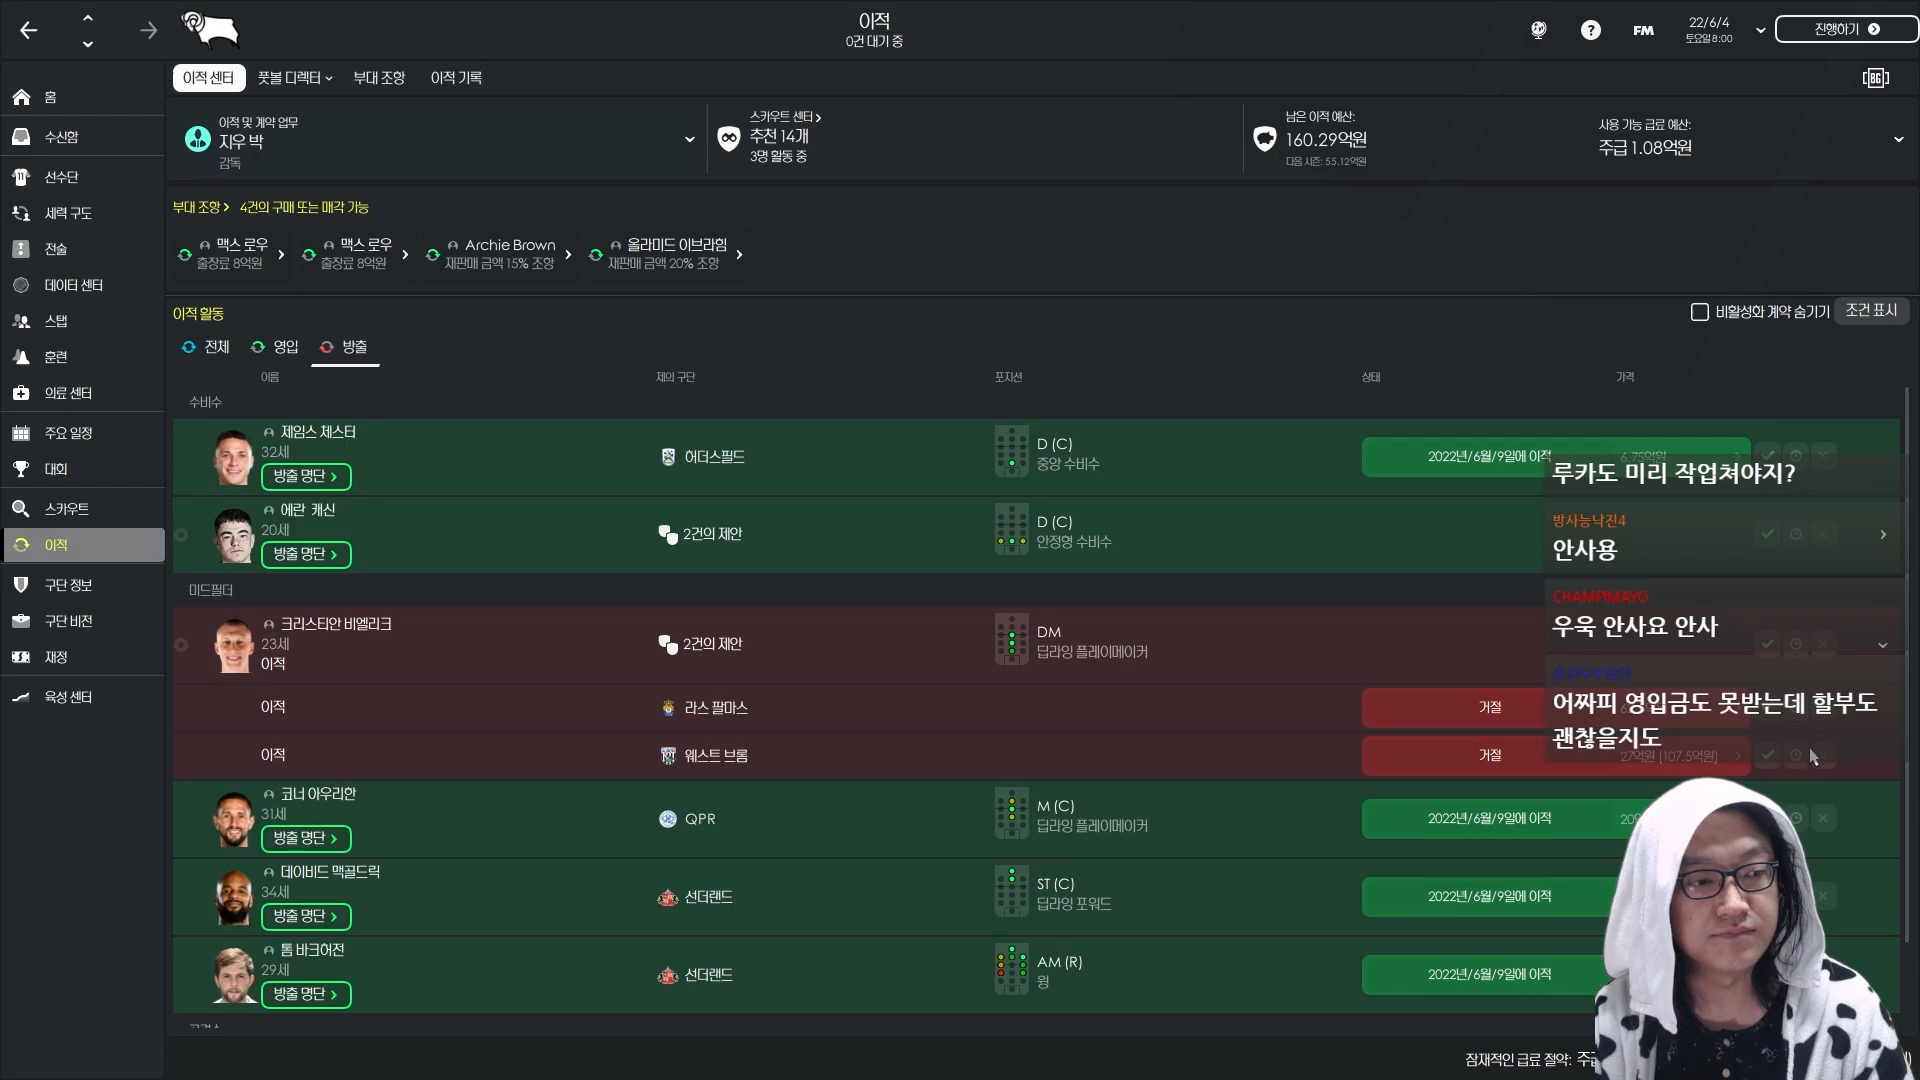 이적
0건 대기 중
22/6/4
토요일 8:00
진행하기
FM
홈
수신함
선수단
세력 구도
전술
데이터 센터
스탭
훈련
의료 센터
주요 일정
대회
스카우트
이적
구단 정보
구단 비전
재정
육성 센터
이적 센터
풋볼 디렉터
부대 조항
이적 기록
BG
이적 및 계약 업무
지우 박
감독
스카우트 센터
추천 14개
3명 활동 중
남은 이적 예산:
160.29억원
다음 시즌: 55.12억원
사용 가능 급료 예산:
주급 1.08억원
부대 조항 4건의 구매 또는 매각 가능
맥스 로우
출장료 8억원
맥스 로우
출장료 8억원
Archie Brown
재판매 금액 15% 조항
올라미드 이브라힘
재판매 금액 20% 조항
이적 활동
비활성화 계약 숨기기
조건 표시
전체 영입 방출
이름 제의 구단 포지션 상태 가격
수비수
제임스 체스터
32세
방출 명단
허더스필드
D (C)
중앙 수비수
2022년/6월/9일에 이적
6.75억원
에란 캐신
20세
방출 명단
2건의 제안
D (C)
안정형 수비수
미드필더
크리스티안 비엘리크
23세
이적
2건의 제안
DM
딥라잉 플레이메이커
이적 라스 팔마스 거절
이적 웨스트 브롬 거절 27억원 (107.5억원)
코너 하우리한
31세
방출 명단
QPR
M (C)
딥라잉 플레이메이커
2022년/6월/9일에 이적
데이비드 맥골드릭
34세
방출 명단
선더랜드
ST (C)
딥라잉 포워드
2022년/6월/9일에 이적
톰 바크허전
29세
방출 명단
선더랜드
AM (R)
윙
2022년/6월/9일에 이적
잠재적인 급료 절약:
루카도 미리 작업쳐야지?
방사능낙진4
안사용
CHAMPIMAYO
우욱 안사요 안사
어짜피 영입금도 못받는데 할부도
괜찮을지도